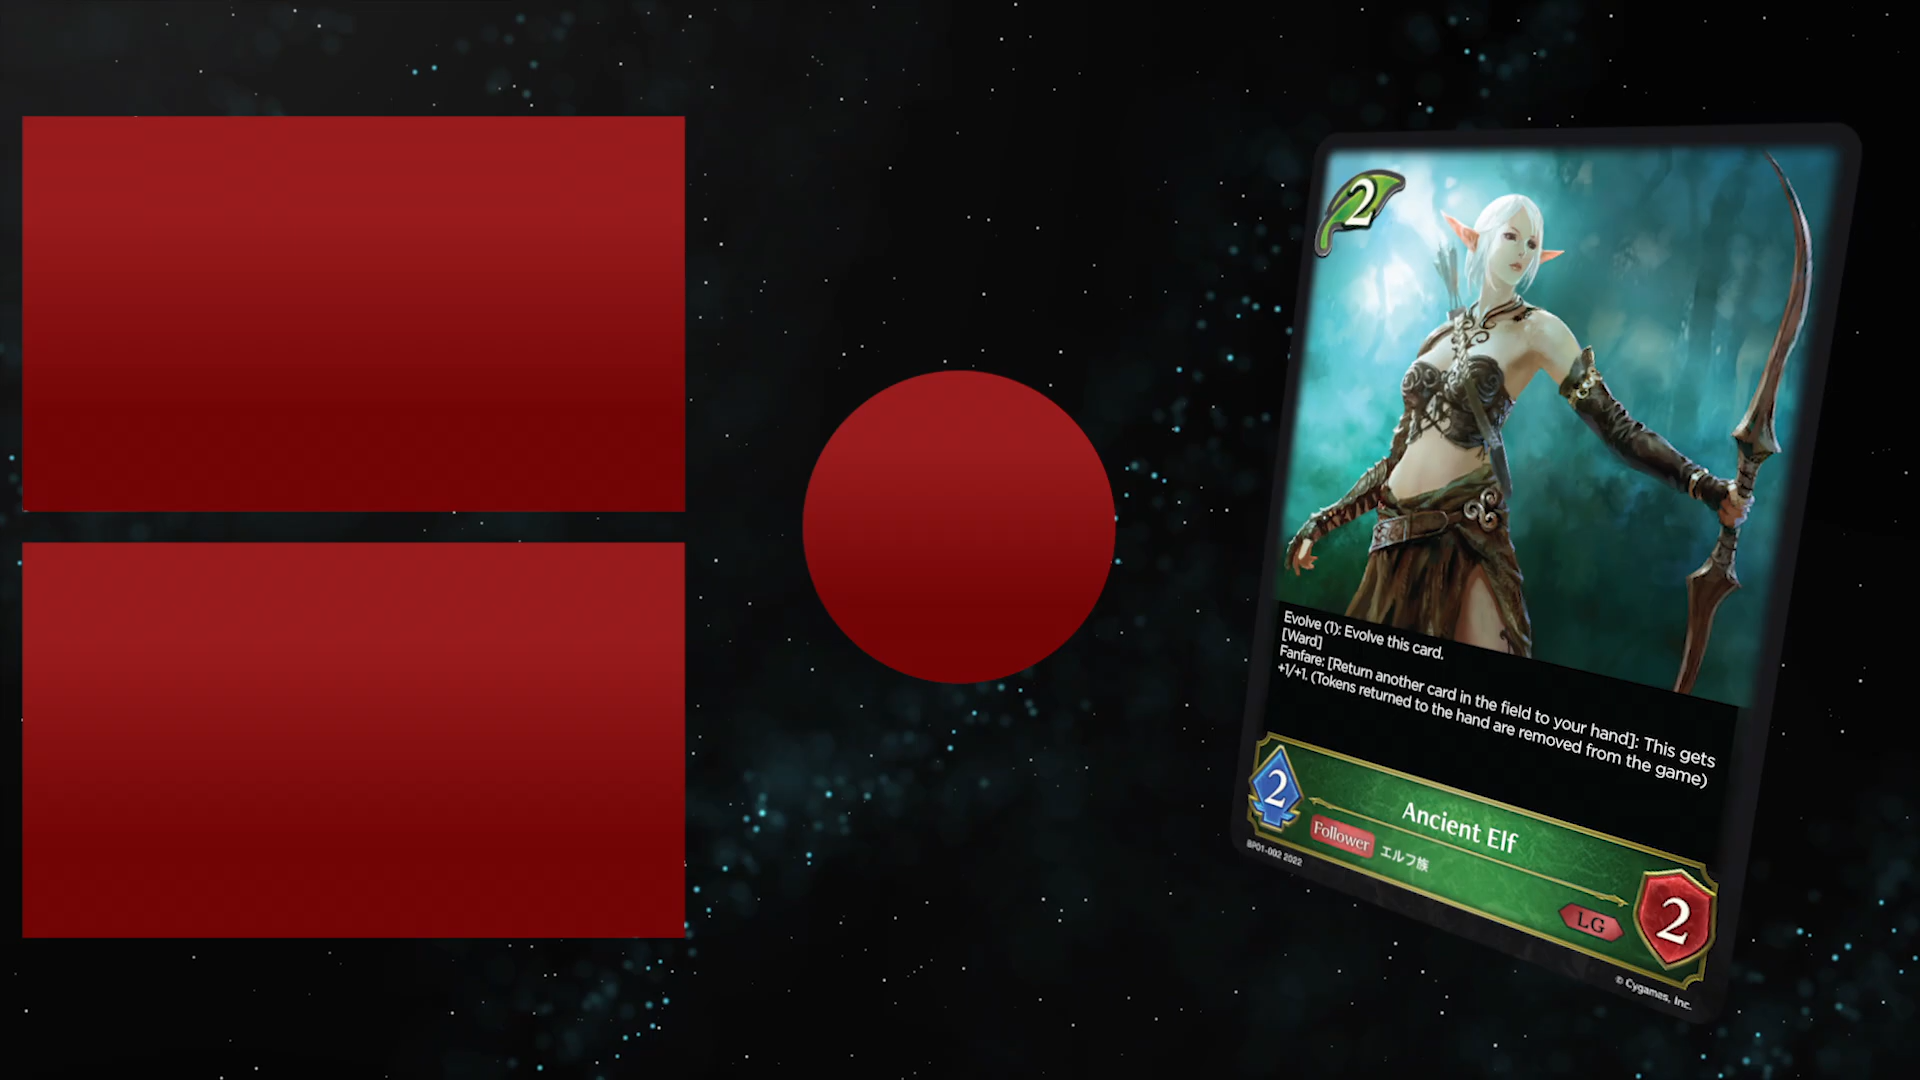 2
Evolve (1): Evolve this card.
[Ward]
Fanfare: [Return another card in the field to your hand]: This gets
+1/+1. (Tokens returned to the hand are removed from the game)
2
Ancient Elf
Follower エルフ族
LG
2
BP01-002 2022
© Cygames, Inc.